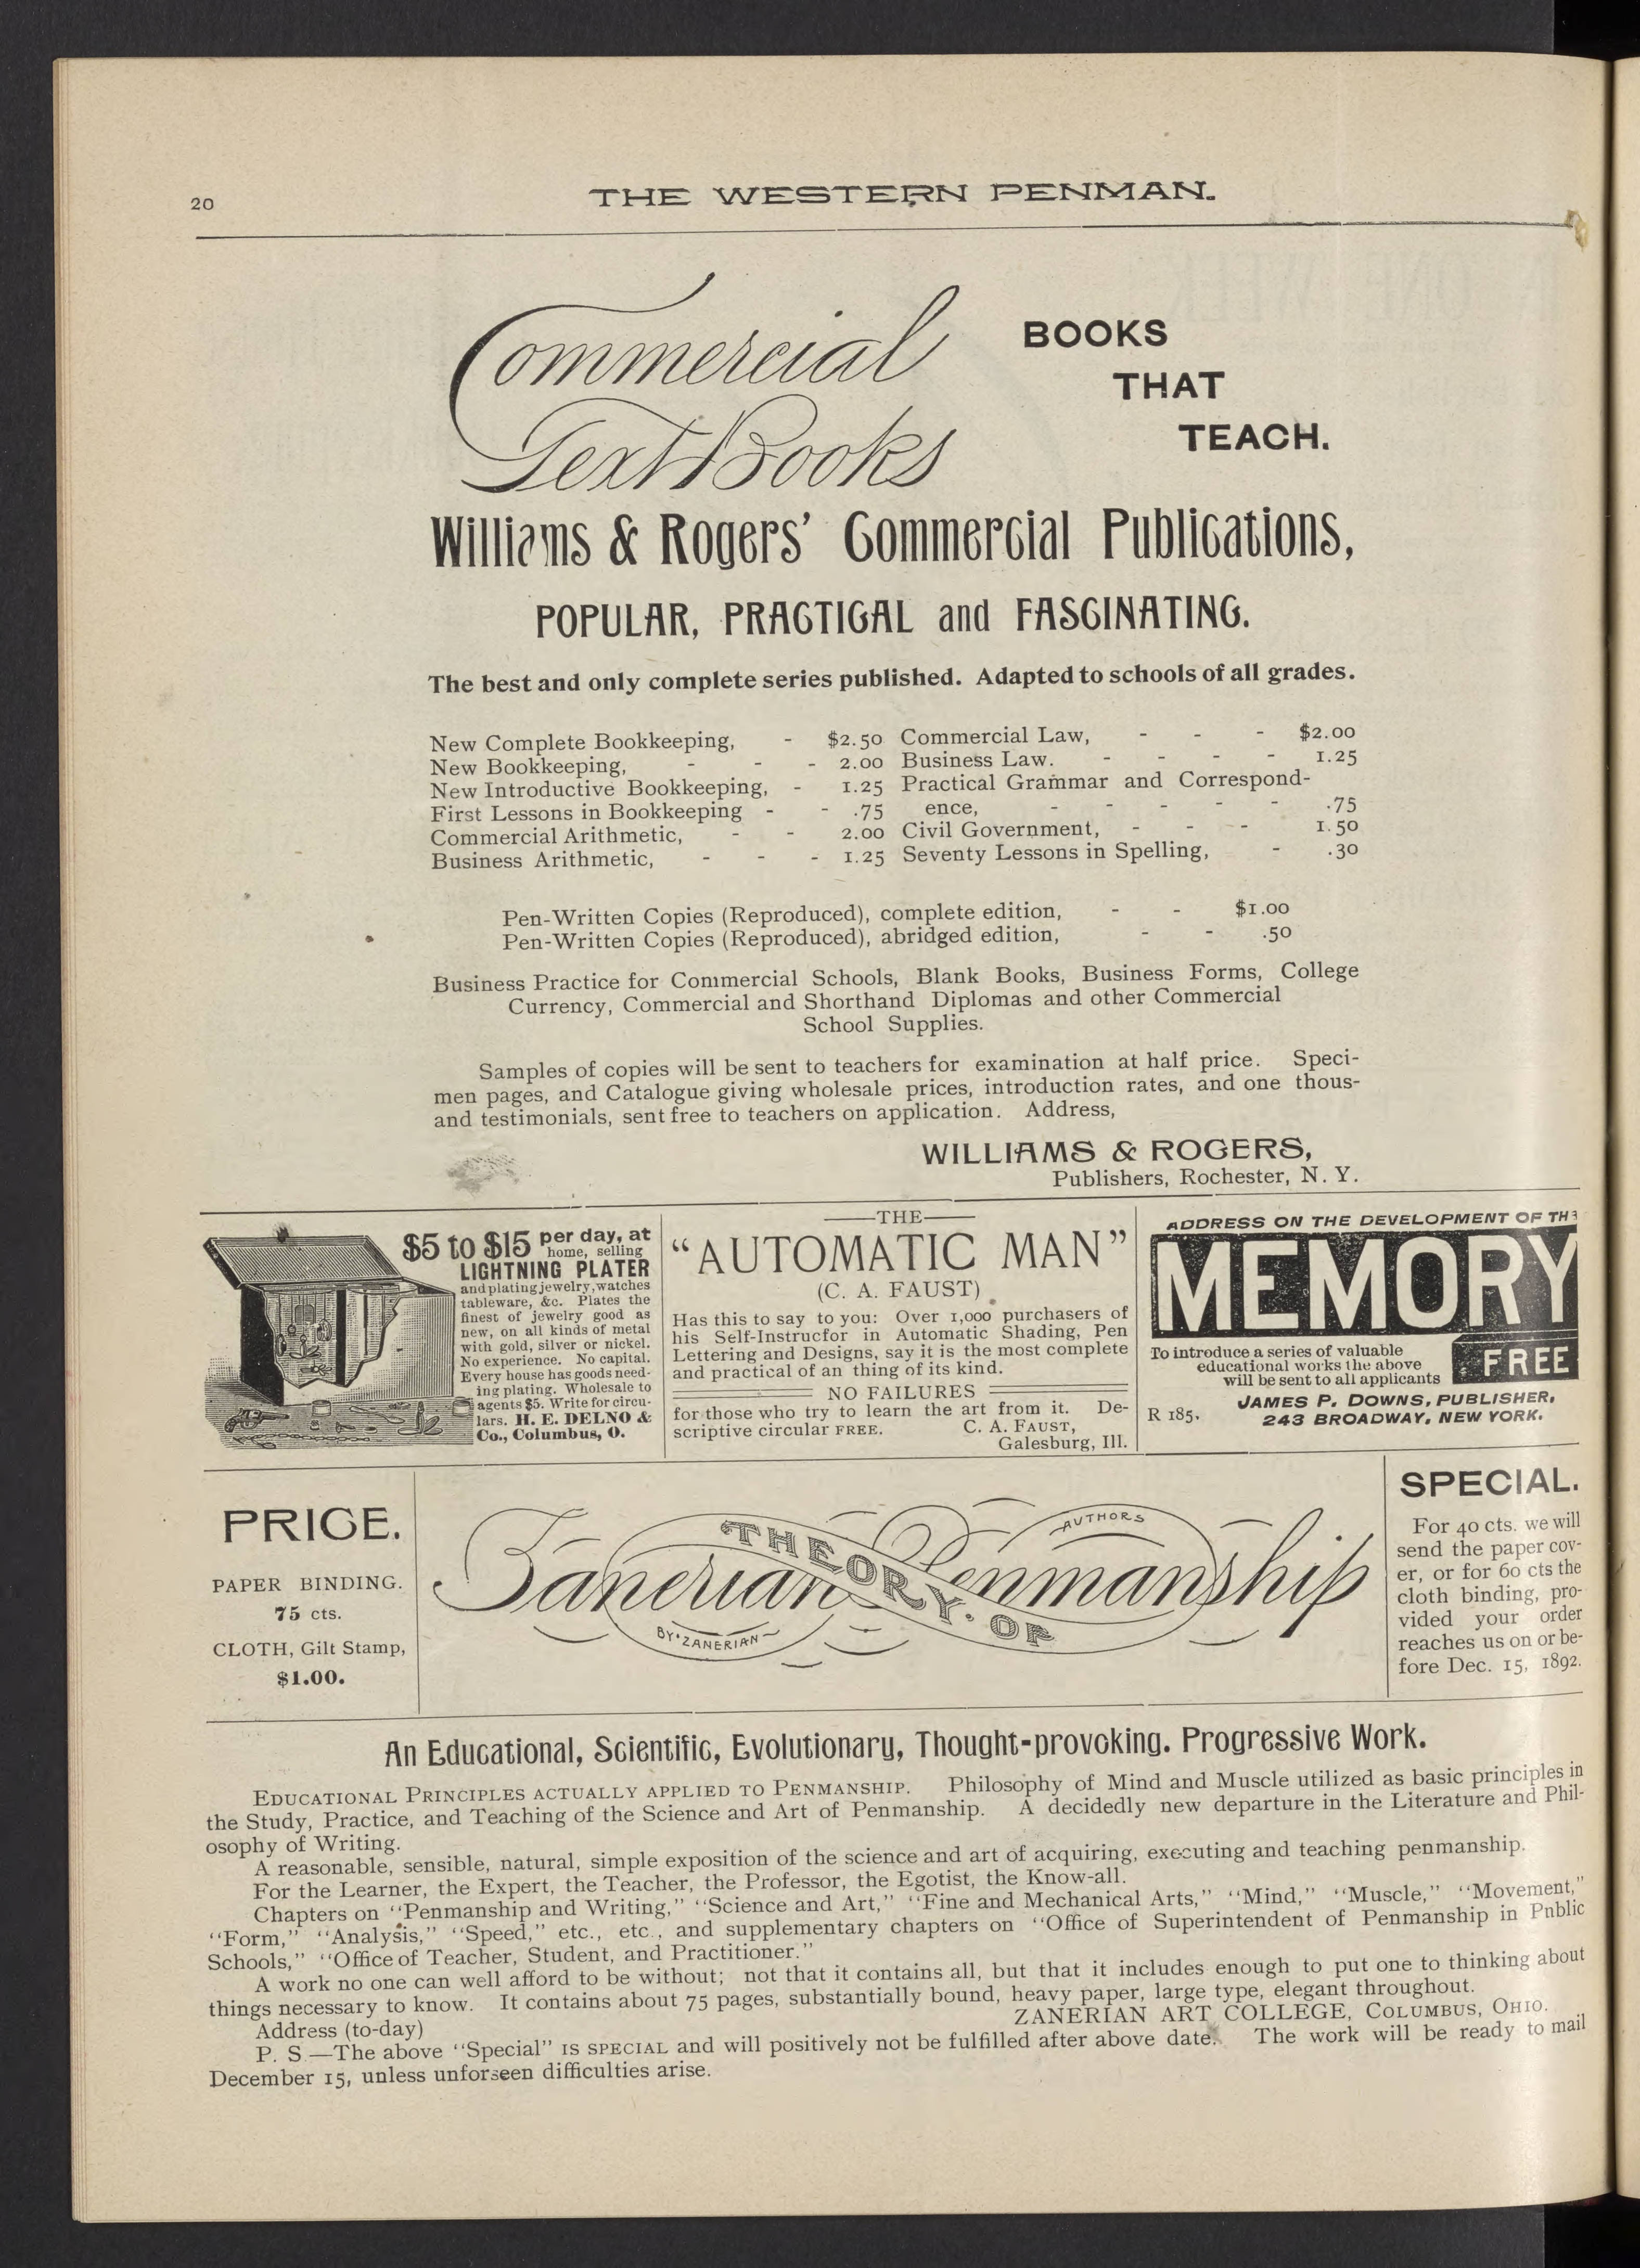 20
THE WESTERN PENMAN.
Commercial
Text Books
BOOKS
THAT
TEACH.
Williams & Rogers' Commercial Publications,
POPULAR, PRACTICAL and FASCINATING.
The best and only complete series published. Adapted to schools of all grades.
New Complete Bookkeeping, - $2.50
New Bookkeeping, - - - 2.00
New Introductive Bookkeeping, - 1.25
First Lessons in Bookkeeping - - .75
Commercial Arithmetic, - - 2.00
Business Arithmetic, - - - 1.25
Commercial Law, - - - $2.00
Business Law. - - - - 1.25
Practical Grammar and Correspond-
ence, - - - - - .75
Civil Government, - - - 1.50
Seventy Lessons in Spelling, - .30
Pen-Written Copies (Reproduced), complete edition, - - $1.00
Pen-Written Copies (Reproduced), abridged edition, - - .50
Business Practice for Commercial Schools, Blank Books, Business Forms, College
Currency, Commercial and Shorthand Diplomas and other Commercial
School Supplies.
Samples of copies will be sent to teachers for examination at half price. Speci-
men pages, and Catalogue giving wholesale prices, introduction rates, and one thous-
and testimonials, sent free to teachers on application. Address,
WILLIAMS & ROGERS,
Publishers, Rochester, N. Y.
$5 to $15 per day, at
home, selling
LIGHTNING PLATER
and plating jewelry, watches
tableware, &c. Plates the
finest of jewelry good as
new, on all kinds of metal
with gold, silver or nickel.
No experience. No capital.
Every house has goods need-
ing plating. Wholesale to
agents $5. Write for circu-
lars. H. E. DELNO &
Co., Columbus, O.
THE
"AUTOMATIC MAN"
(C. A. FAUST)
Has this to say to you: Over 1,000 purchasers of
his Self-Instrucfor in Automatic Shading, Pen
Lettering and Designs, say it is the most complete
and practical of an thing of its kind.
NO FAILURES
for those who try to learn the art from it. De-
scriptive circular FREE. C. A. FAUST,
Galesburg, Ill.
ADDRESS ON THE DEVELOPMENT OF TH
MEMORY
To introduce a series of valuable
educational works the above
will be sent to all applicants
FREE
JAMES P. DOWNS, PUBLISHER,
R 185. 243 BROADWAY, NEW YORK.
PRICE.
PAPER BINDING.
75 cts.
CLOTH, Gilt Stamp,
$1.00.
Zanerian THEORY. OF Penmanship
AUTHORS
BY·ZANERIAN
SPECIAL.
For 40 cts. we will
send the paper cov-
er, or for 60 cts the
cloth binding, pro-
vided your order
reaches us on or be-
fore Dec. 15, 1892.
An Educational, Scientific, Evolutionary, Thought-provoking. Progressive Work.
EDUCATIONAL PRINCIPLES ACTUALLY APPLIED TO PENMANSHIP. Philosophy of Mind and Muscle utilized as basic principles in
the Study, Practice, and Teaching of the Science and Art of Penmanship. A decidedly new departure in the Literature and Phil-
osophy of Writing.
A reasonable, sensible, natural, simple exposition of the science and art of acquiring, executing and teaching penmanship.
For the Learner, the Expert, the Teacher, the Professor, the Egotist, the Know-all.
Chapters on "Penmanship and Writing," "Science and Art," "Fine and Mechanical Arts," "Mind," "Muscle," "Movement,"
"Form," "Analysis," "Speed," etc., etc., and supplementary chapters on "Office of Superintendent of Penmanship in Public
Schools," "Office of Teacher, Student, and Practitioner."
A work no one can well afford to be without; not that it contains all, but that it includes enough to put one to thinking about
things necessary to know. It contains about 75 pages, substantially bound, heavy paper, large type, elegant throughout.
Address (to-day) ZANERIAN ART COLLEGE, COLUMBUS, OHIO.
P. S.—The above "Special" IS SPECIAL and will positively not be fulfilled after above date. The work will be ready to mail
December 15, unless unforseen difficulties arise.